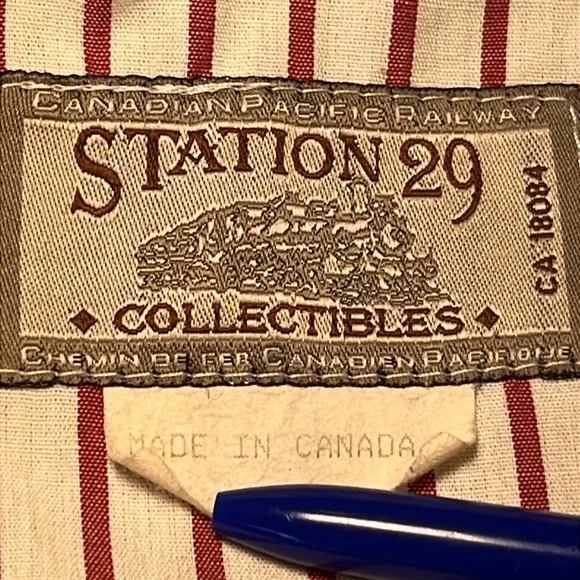 CANADIAN PACIFIC RAILWAY
STATION 29
CA 18084
◆ COLLECTIBLES ◆
CHEMIN DE FER CANADIEN PACIFIQUE
MADE IN CANADA